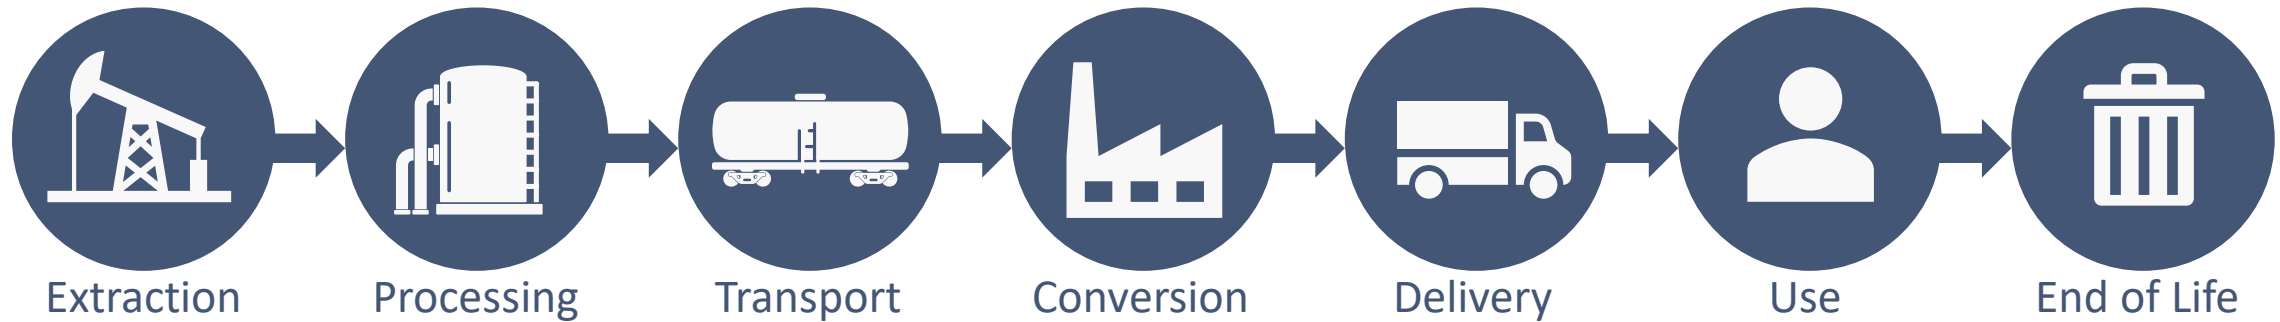 Extraction
Processing
Transport
Conversion
Delivery
Use
End of Life